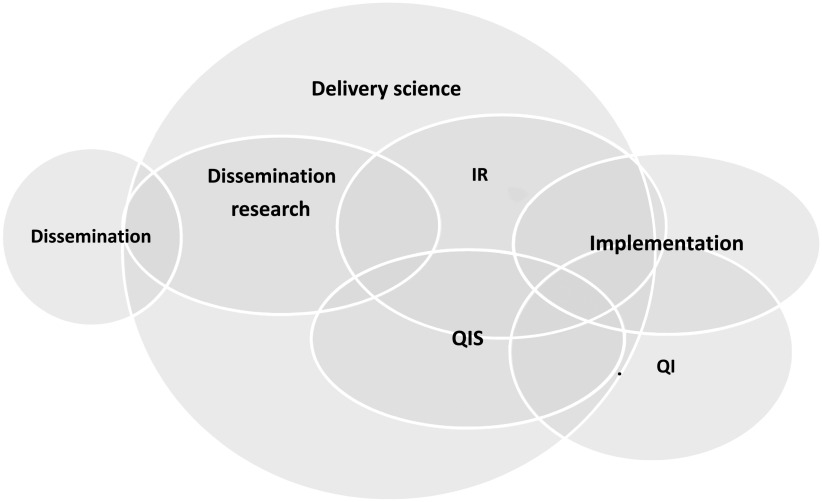 Delivery science
Dissemination
research
IR
Dissemination
Implementation
QIS
QI